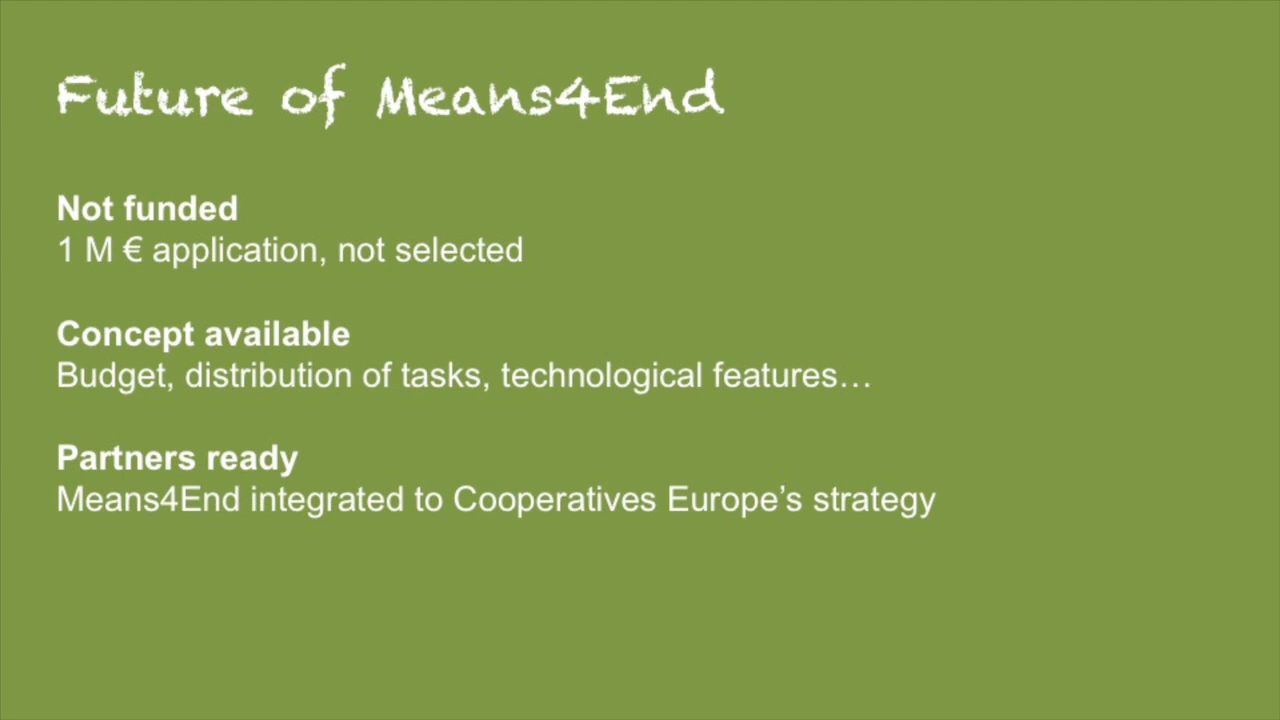 Future of Means4End
Not funded
1 M € application, not selected
Concept available
Budget, distribution of tasks, technological features…
Partners ready
Means4End integrated to Cooperatives Europe’s strategy